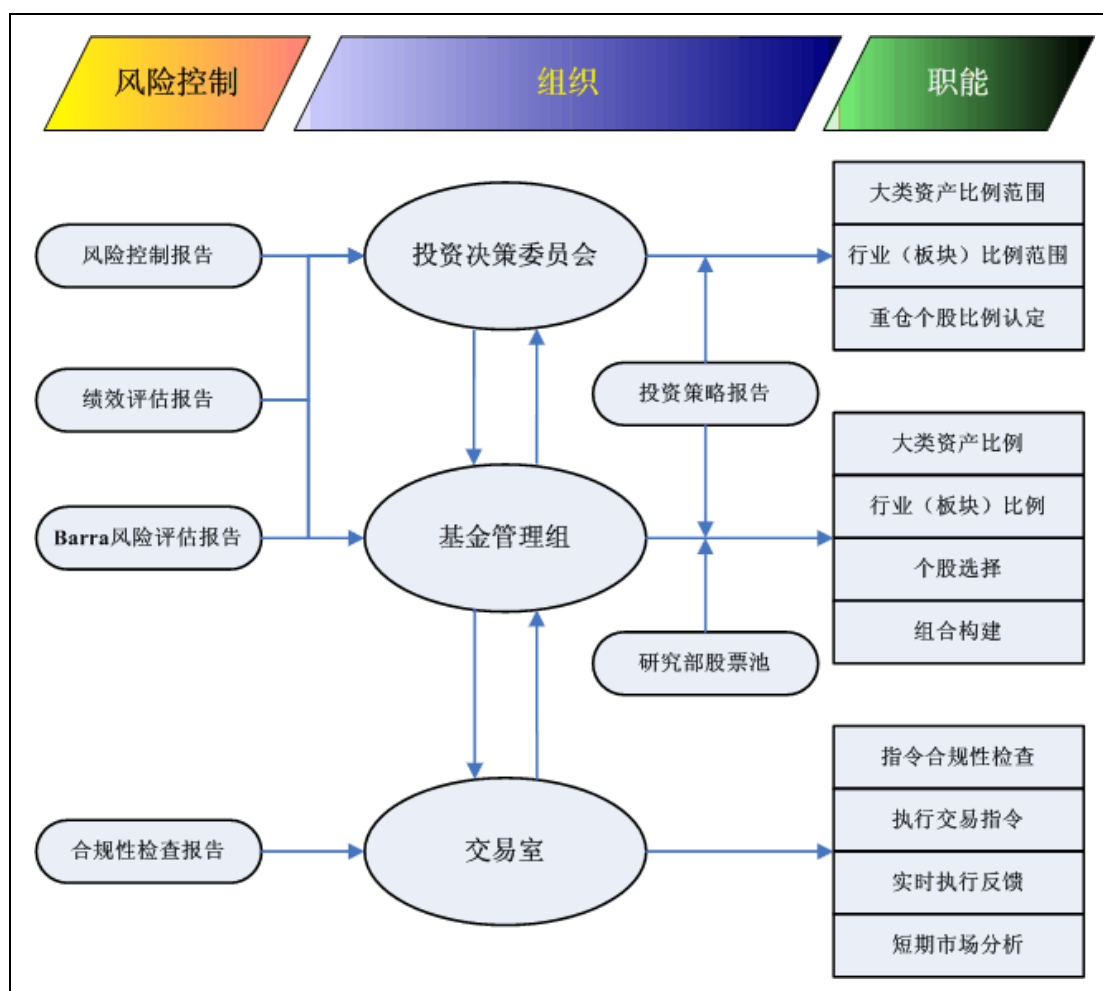 风险控制
组织
职能
风险控制报告
绩效评估报告
Barra风险评估报告
合规性检查报告
投资决策委员会
基金管理组
交易室
投资策略报告
研究部股票池
大类资产比例范围
行业（板块）比例范围
重仓个股比例认定
大类资产比例
行业（板块）比例
个股选择
组合构建
指令合规性检查
执行交易指令
实时执行反馈
短期市场分析